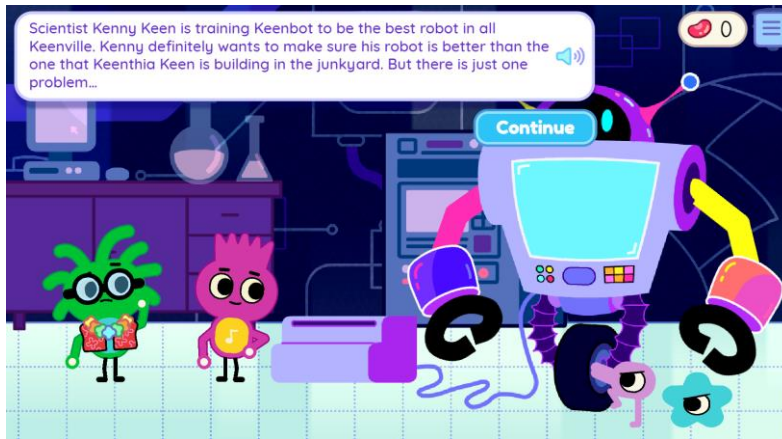 Scientist Kenny Keen is training Keenbot to be the best robot in all
Keenville. Kenny definitely wants to make sure his robot is better than the
one that Keenthia Keen is building in the junkyard. But there is just one
problem...
0
Continue